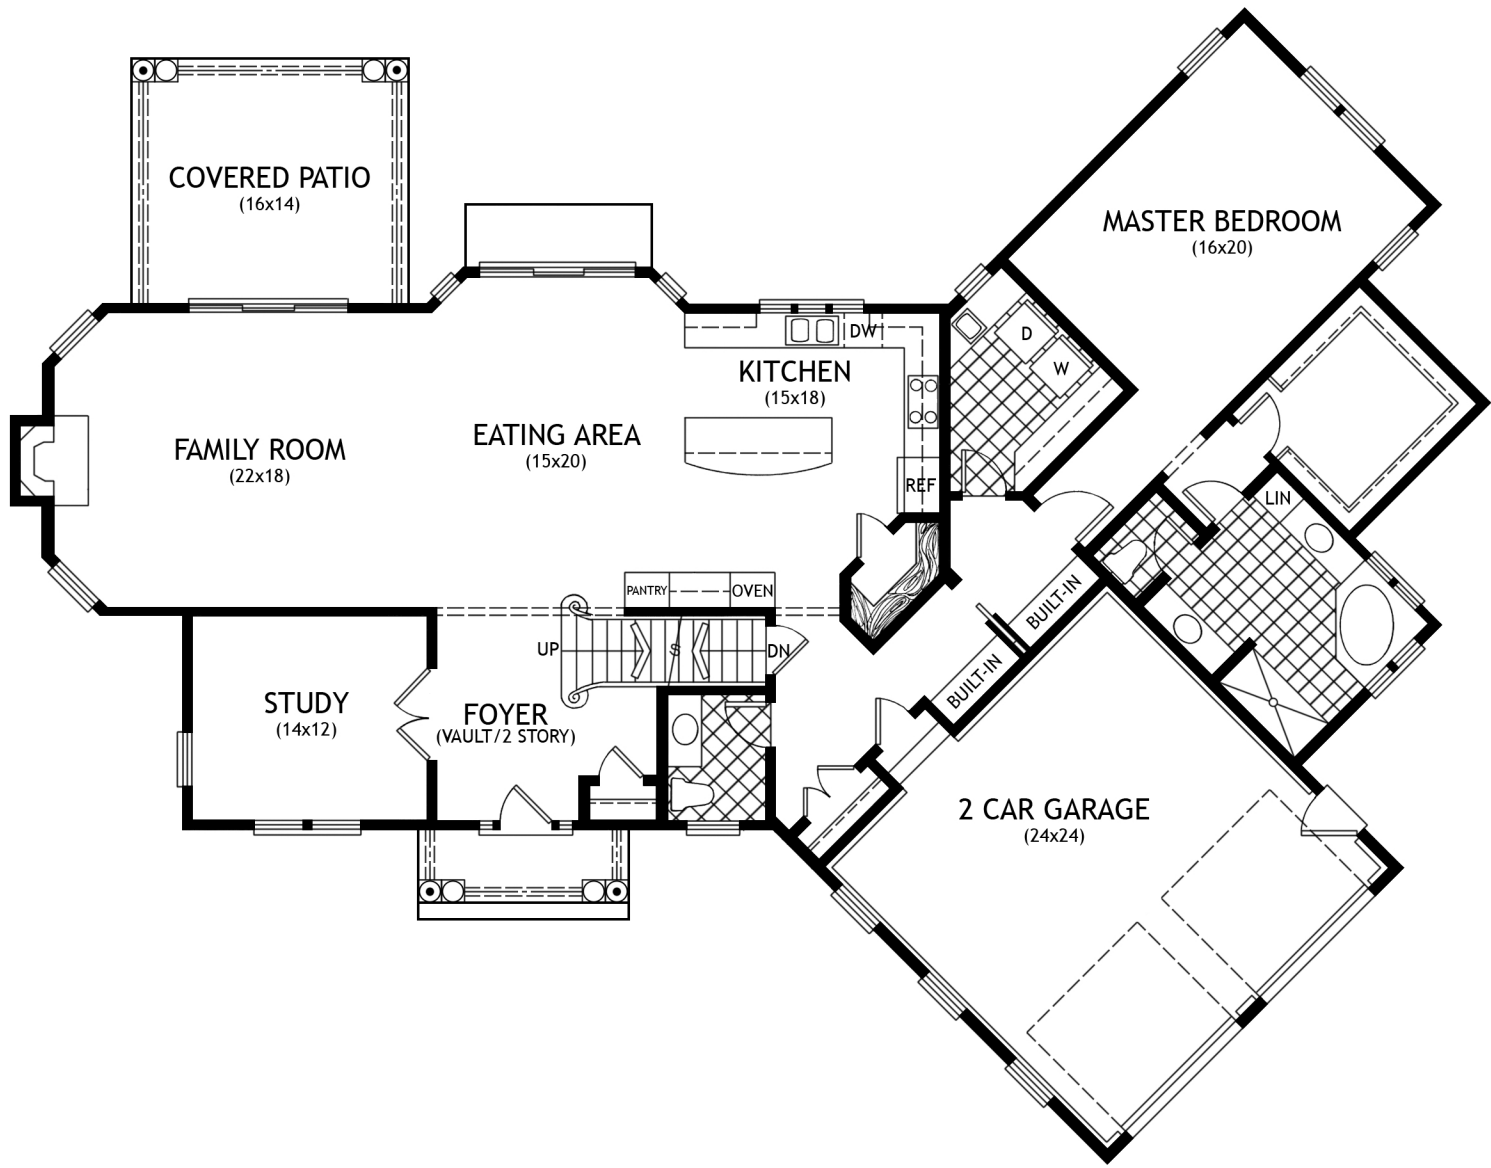 COVERED PATIO
(16x14)
MASTER BEDROOM
(16x20)
D
W
DW
KITCHEN
(15x18)
EATING AREA
(15x20)
FAMILY ROOM
(22x18)
REF
LIN
PANTRY
OVEN
BUILT-IN
UP
S
DN
BUILT-IN
STUDY
(14x12)
FOYER
(VAULT/2 STORY)
2 CAR GARAGE
(24x24)